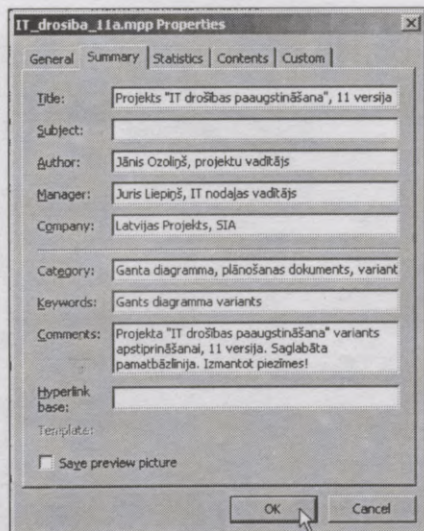 IT_drosiba_11a.mpp Properties
General Summary Statistics Contents Custom
Title: Projekts "IT drošības paaugstināšana", 11 versija
Subject:
Author: Jānis Ozoliņš, projektu vadītājs
Manager: Juris Liepiņš, IT nodaļas vadītājs
Company: Latvijas Projekts, SIA
Category: Ganta diagramma, plānošanas dokuments, variant
Keywords: Gants diagramma variants
Comments: Projekta "IT drošības paaugstināšana" variants
apstiprināšanai, 11 versija. Saglabāta
pamatbāzlīnija. Izmantot piezīmes!
Hyperlink
base:
Template:
Save preview picture
OK Cancel